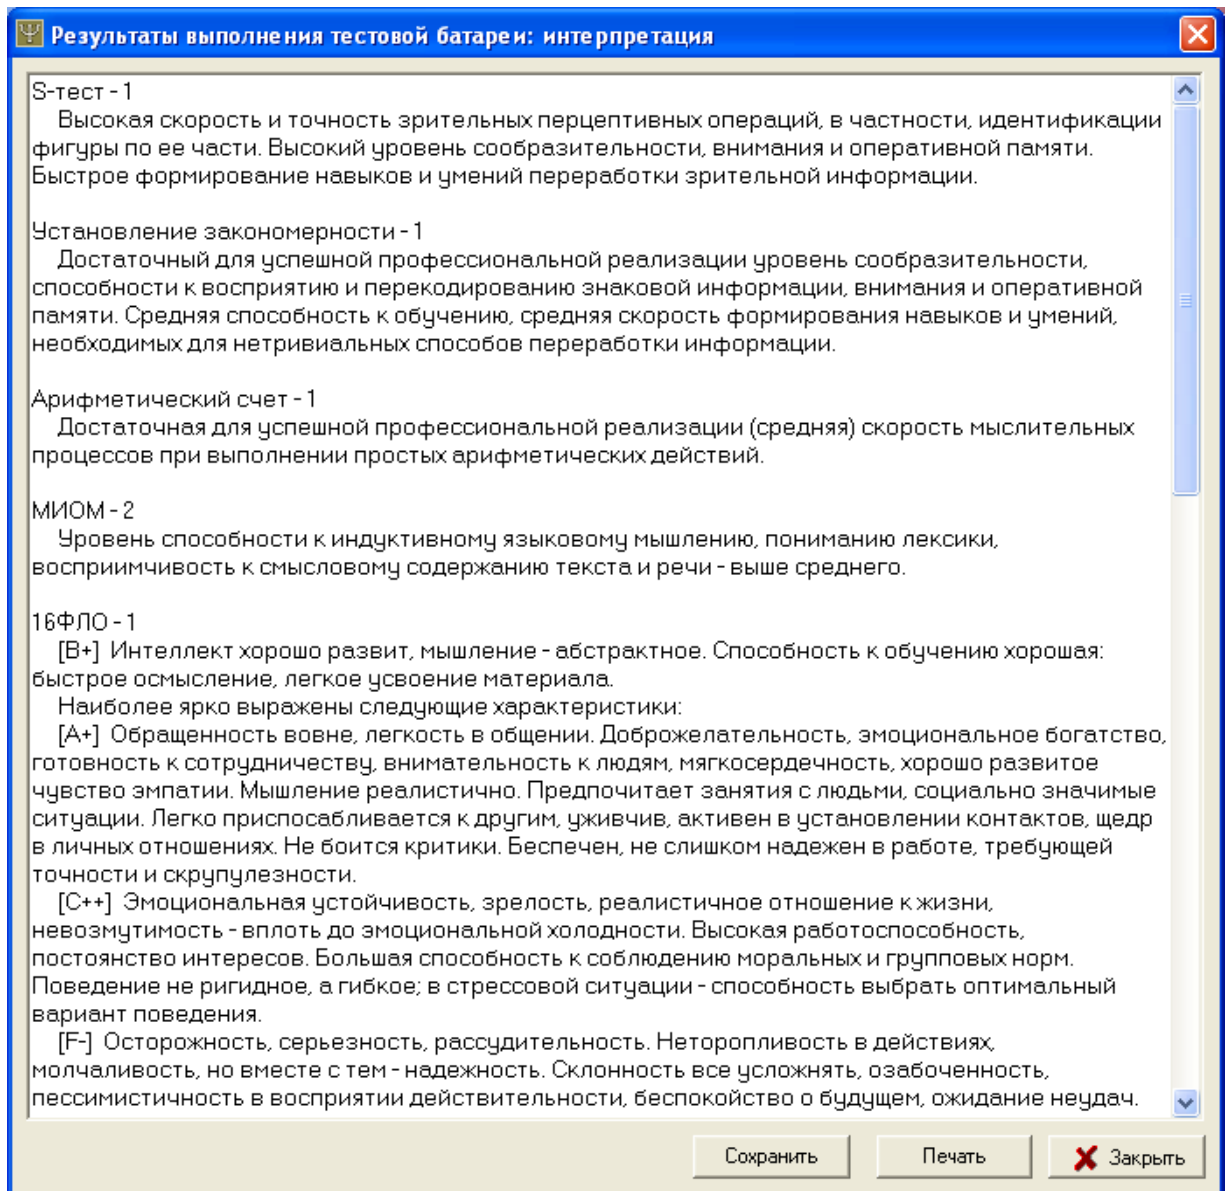 Результаты выполнения тестовой батареи: интерпретация
S-тест - 1
Высокая скорость и точность зрительных перцептивных операций, в частности, идентификации
фигуры по ее части. Высокий уровень сообразительности, внимания и оперативной памяти.
Быстрое формирование навыков и умений переработки зрительной информации.
Установление закономерности - 1
Достаточный для успешной профессиональной реализации уровень сообразительности,
способности к восприятию и перекодированию знаковой информации, внимания и оперативной
памяти. Средняя способность к обучению, средняя скорость формирования навыков и умений,
необходимых для нетривиальных способов переработки информации.
Арифметический счет - 1
Достаточная для успешной профессиональной реализации (средняя) скорость мыслительных
процессов при выполнении простых арифметических действий.
МИОМ - 2
Уровень способности к индуктивному языковому мышлению, пониманию лексики,
восприимчивость к смысловому содержанию текста и речи - выше среднего.
16ФЛО - 1
[B+] Интеллект хорошо развит, мышление - абстрактное. Способность к обучению хорошая:
быстрое осмысление, легкое усвоение материала.
Наиболее ярко выражены следующие характеристики:
[A+] Обращенность вовне, легкость в общении. Доброжелательность, эмоциональное богатство,
готовность к сотрудничеству, внимательность к людям, мягкосердечность, хорошо развитое
чувство эмпатии. Мышление реалистично. Предпочитает занятия с людьми, социально значимые
ситуации. Легко приспосабливается к другим, уживчив, активен в установлении контактов, щедр
в личных отношениях. Не боится критики. Беспечен, не слишком надежен в работе, требующей
точности и скрупулезности.
[C++] Эмоциональная устойчивость, зрелость, реалистичное отношение к жизни,
невозмутимость - вплоть до эмоциональной холодности. Высокая работоспособность,
постоянство интересов. Большая способность к соблюдению моральных и групповых норм.
Поведение не ригидное, а гибкое; в стрессовой ситуации - способность выбрать оптимальный
вариант поведения.
[F-] Осторожность, серьезность, рассудительность. Неторопливость в действиях,
молчаливость, но вместе с тем - надежность. Склонность все усложнять, озабоченность,
пессимистичность в восприятии действительности, беспокойство о будущем, ожидание неудач.
Сохранить Печать Закрыть